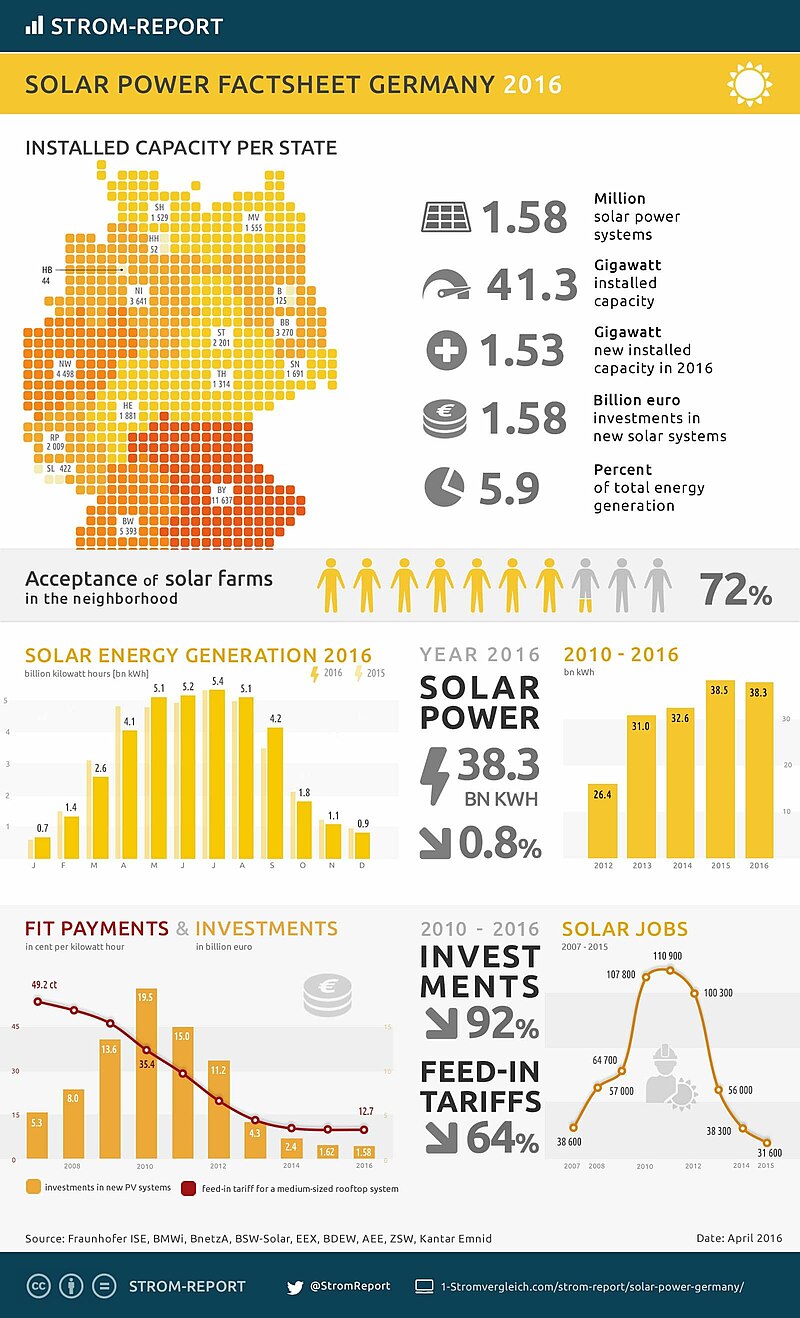 STROM-REPORT
SOLAR POWER FACTSHEET GERMANY 2016
INSTALLED CAPACITY PER STATE
SH
1 529
MV
1 555
HH
52
HB
44
NI
3 641
B
125
BB
3 270
ST
2 201
NW
4 498
TH
1 314
SN
1 691
HE
1 881
RP
2 009
SL 422
BY
11 637
BW
5 393
1.58
Million
solar power
systems
41.3
Gigawatt
installed
capacity
1.53
Gigawatt
new installed
capacity in 2016
€
1.58
Billion euro
investments in
new solar systems
5.9
Percent
of total energy
generation
Acceptance of solar farms
in the neighborhood
72%
SOLAR ENERGY GENERATION 2016
billion kilowatt hours [bn kWh]
2016
2015
5
4
3
2
1
0.7
1.4
2.6
4.1
5.1
5.2
5.4
5.1
4.2
1.8
1.1
0.9
J F M A M J J A S O N D
YEAR 2016
SOLAR
POWER
38.3
BN KWH
0.8%
2010 - 2016
bn kWh
26.4
31.0
32.6
38.5
38.3
30
20
10
2012 2013 2014 2015 2016
FIT PAYMENTS & INVESTMENTS
in cent per kilowatt hour
in billion euro
€
49.2 ct
35.4
12.7
45
30
15
0
15
10
5
0
5.3
8.0
13.6
19.5
15.0
11.2
4.3
2.4
1.62
1.58
2008 2010 2012 2014 2016
investments in new PV systems
feed-in tariff for a medium-sized rooftop system
2010 - 2016
INVEST
MENTS
92%
FEED-IN
TARIFFS
64%
SOLAR JOBS
2007 - 2015
110 900
107 800
100 300
64 700
57 000
56 000
38 600
38 300
31 600
2007 2008 2010 2012 2014 2015
Source: Fraunhofer ISE, BMWi, BnetzA, BSW-Solar, EEX, BDEW, AEE, ZSW, Kantar Emnid
Date: April 2016
cc
STROM-REPORT
@StromReport
1-Stromvergleich.com/strom-report/solar-power-germany/